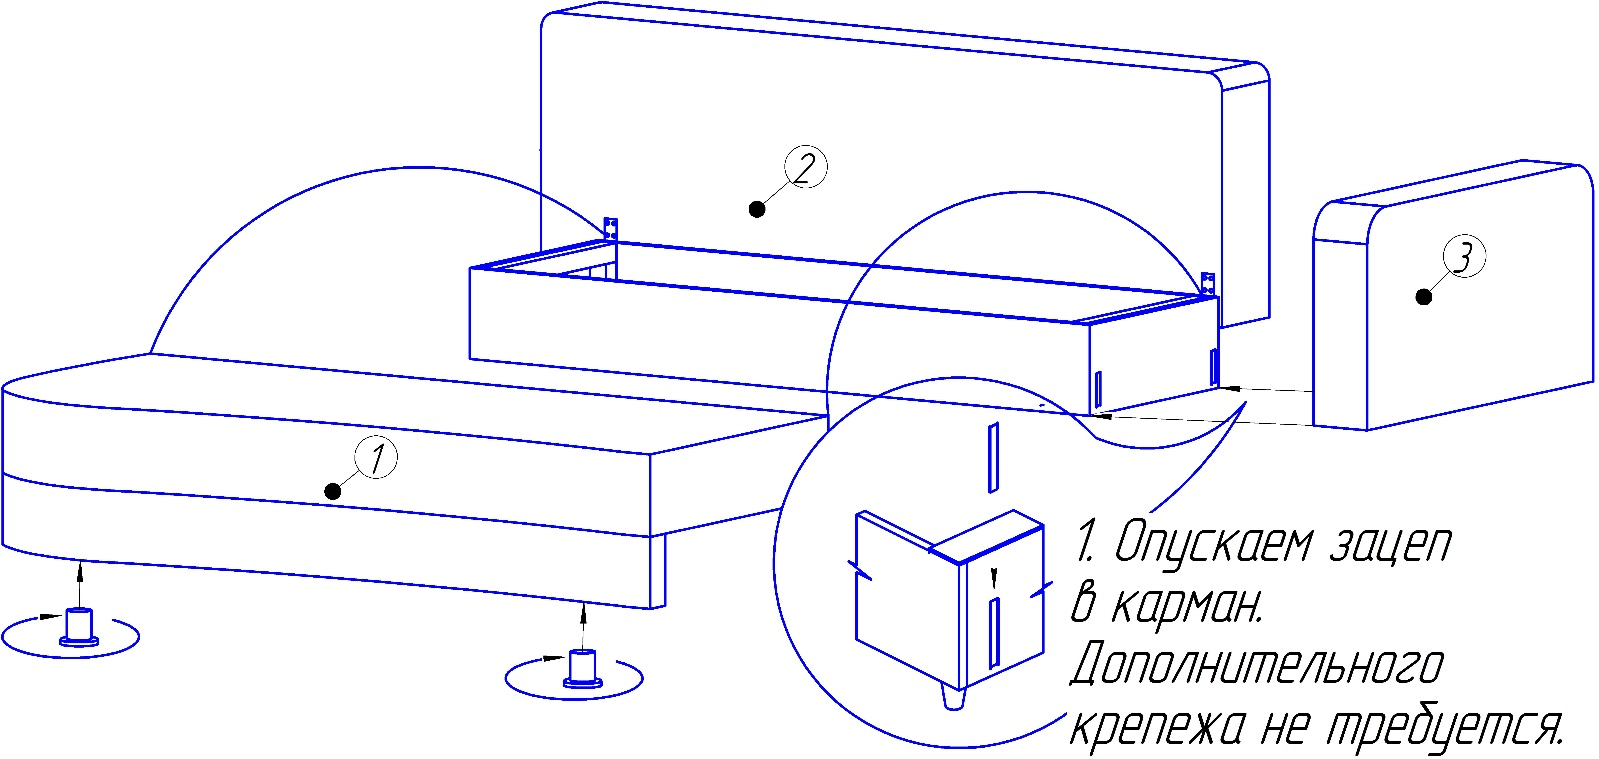 2
3
1
1. Опускаем зацеп
в карман.
Дополнительного
крепежа не требуется.